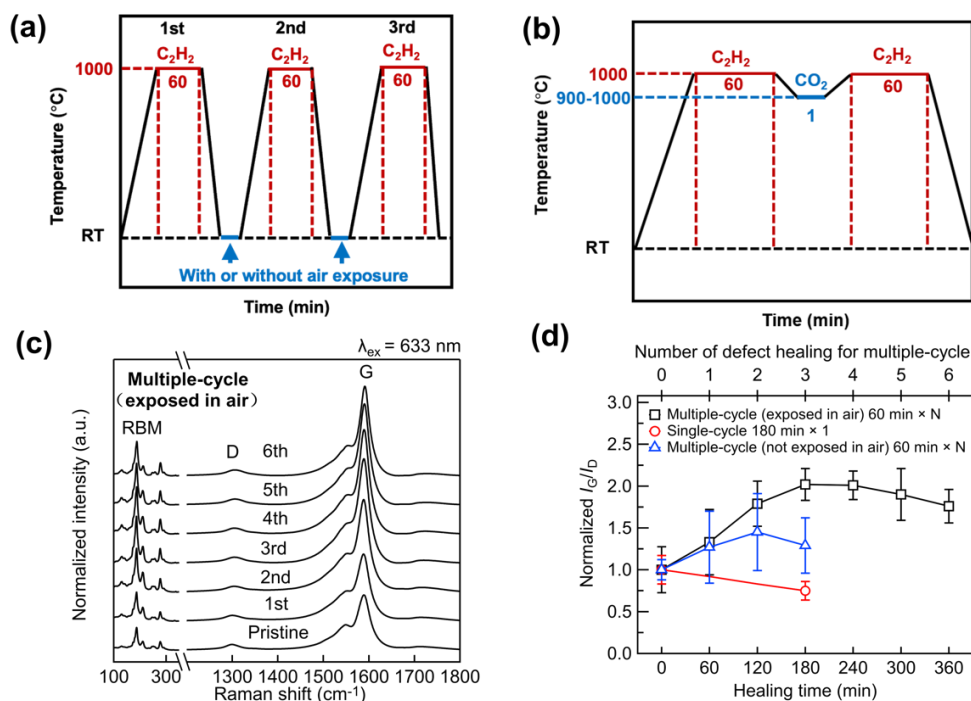 (a)
1st 2nd 3rd
C₂H₂ C₂H₂ C₂H₂
1000
60 60 60
Temperature (°C)
RT
With or without air exposure
Time (min)
(b)
C₂H₂ CO₂ C₂H₂
1000
900-1000
60 1 60
Temperature (°C)
RT
Time (min)
(c)
λex = 633 nm
Multiple-cycle
(exposed in air)
G
RBM
D
6th
5th
4th
3rd
2nd
1st
Pristine
Normalized intensity (a.u.)
100 300 1300 1400 1500 1600 1700 1800
Raman shift (cm⁻¹)
(d)
Number of defect healing for multiple-cycle
0 1 2 3 4 5 6
Multiple-cycle (exposed in air) 60 min × N
Single-cycle 180 min × 1
Multiple-cycle (not exposed in air) 60 min × N
Normalized IG/ID
3.0
2.5
2.0
1.5
1.0
0.5
0.0
0 60 120 180 240 300 360
Healing time (min)